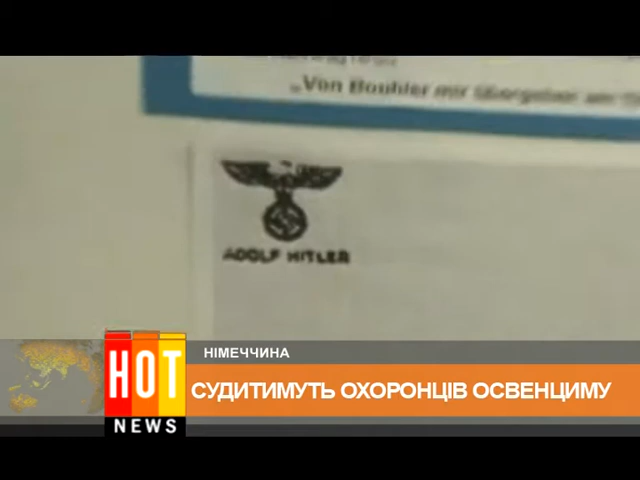 „Von Bouhler mir übergeben am
ADOLF HITLER
НІМЕЧЧИНА
HOT
СУДИТИМУТЬ ОХОРОНЦІВ ОСВЕНЦИМУ
NEWS